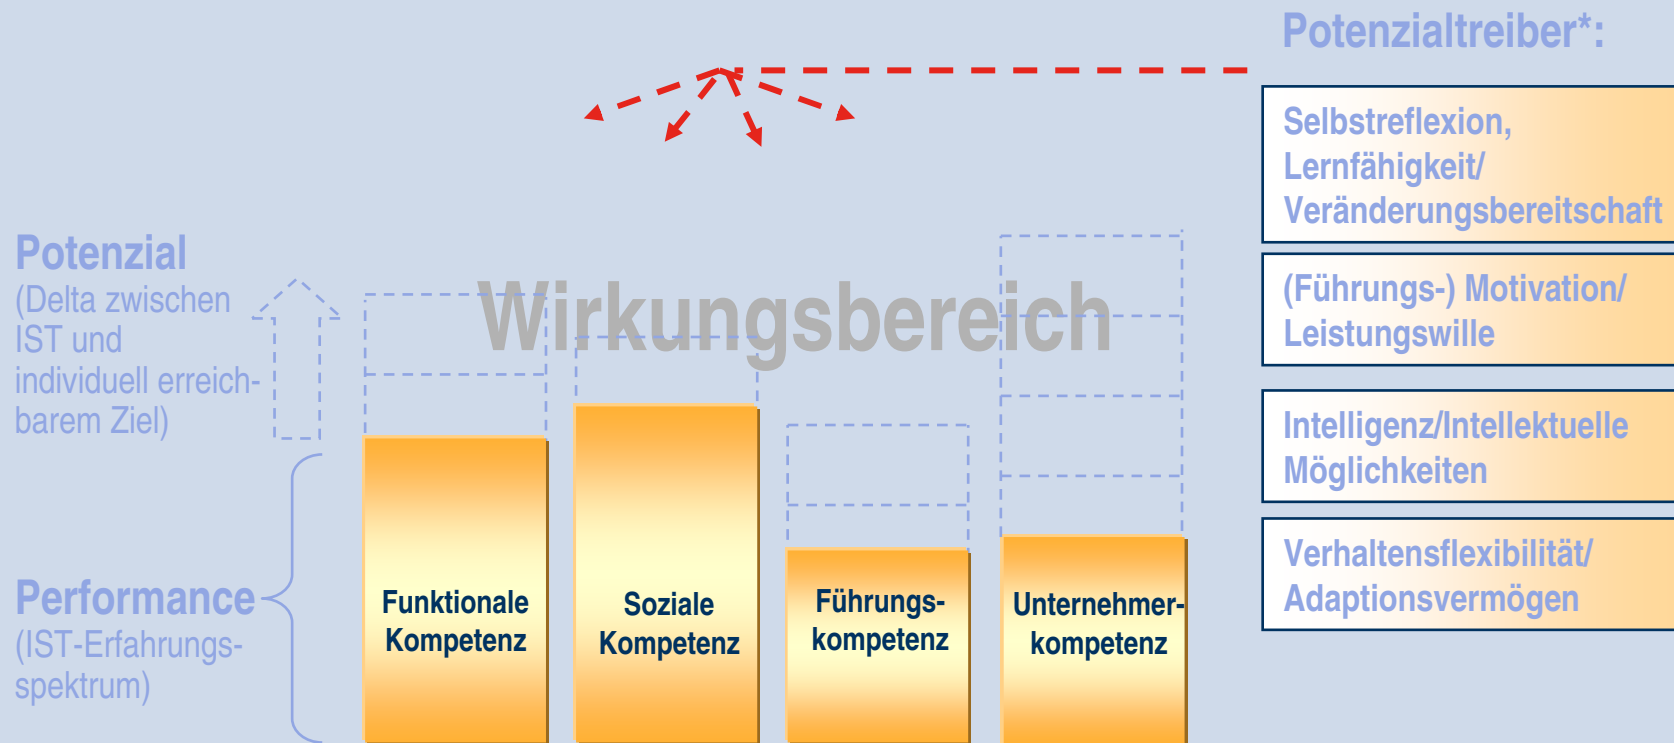 Potenzialtreiber*:
Selbstreflexion,
Lernfähigkeit/
Veränderungsbereitschaft
(Führungs-) Motivation/
Leistungswille
Intelligenz/Intellektuelle
Möglichkeiten
Verhaltensflexibilität/
Adaptionsvermögen
Wirkungsbereich
Potenzial
(Delta zwischen
IST und
individuell erreich-
barem Ziel)
Performance
(IST-Erfahrungs-
spektrum)
Funktionale
Kompetenz
Soziale
Kompetenz
Führungs-
kompetenz
Unternehmer-
kompetenz